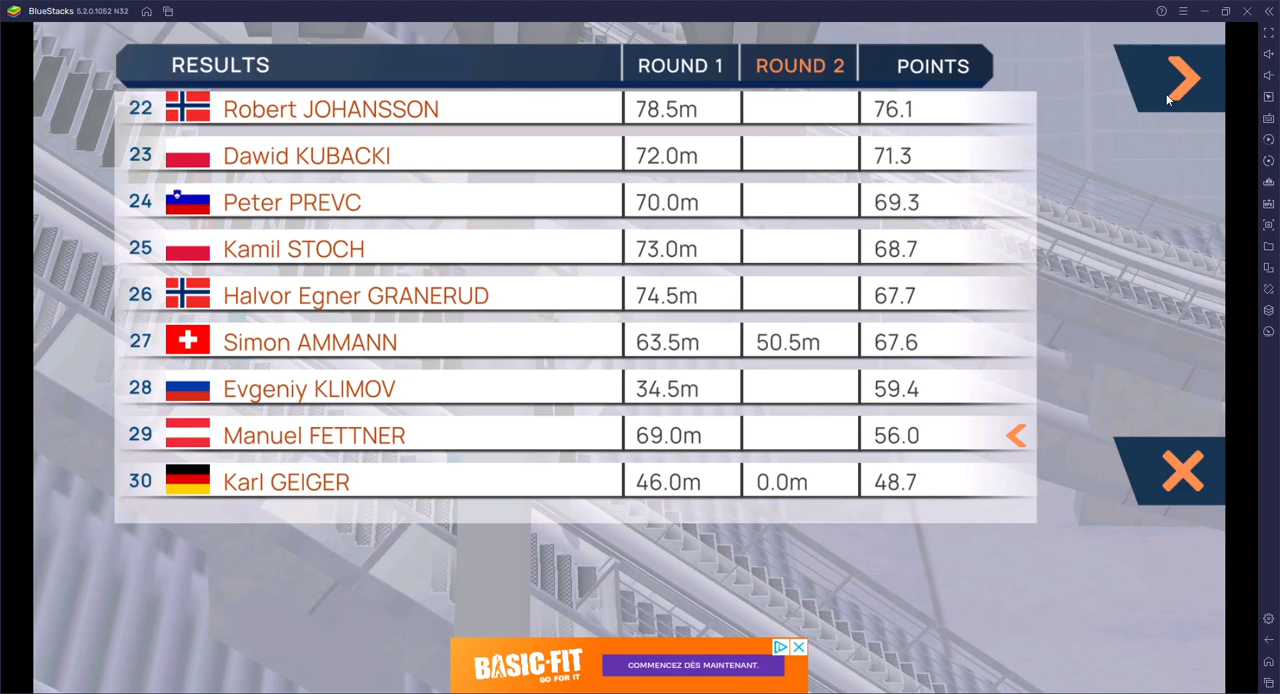 BlueStacks 5.2.0.1052 N32
RESULTS ROUND 1 ROUND 2 POINTS
22 Robert JOHANSSON 78.5m 76.1
23 Dawid KUBACKI 72.0m 71.3
24 Peter PREVC 70.0m 69.3
25 Kamil STOCH 73.0m 68.7
26 Halvor Egner GRANERUD 74.5m 67.7
27 Simon AMMANN 63.5m 50.5m 67.6
28 Evgeniy KLIMOV 34.5m 59.4
29 Manuel FETTNER 69.0m 56.0
30 Karl GEIGER 46.0m 0.0m 48.7
BASIC-FIT
GO FOR IT
COMMENCEZ DÈS MAINTENANT.